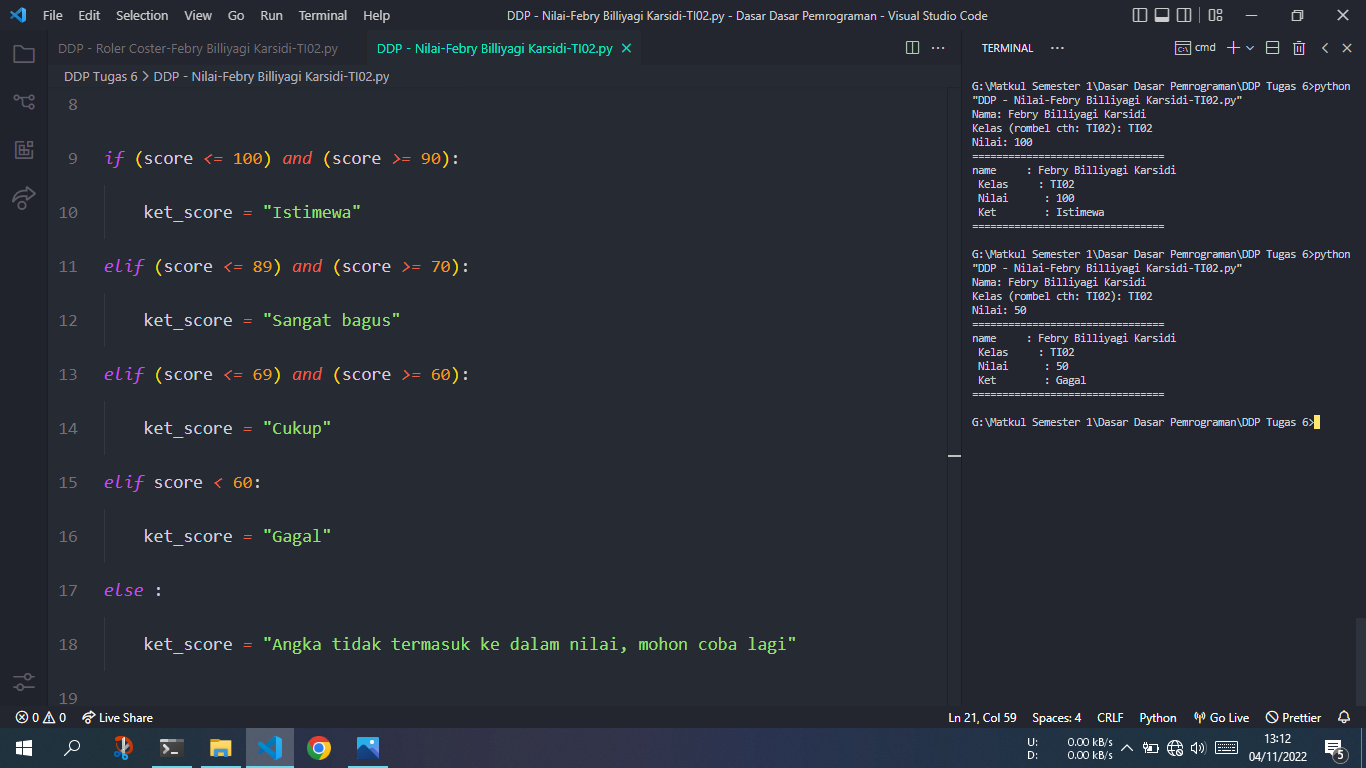 File Edit Selection View Go Run Terminal Help
DDP - Nilai-Febry Billiyagi Karsidi-TI02.py - Dasar Dasar Pemrograman - Visual Studio Code
DDP - Roler Coster-Febry Billiyagi Karsidi-TI02.py
DDP - Nilai-Febry Billiyagi Karsidi-TI02.py
DDP Tugas 6 > DDP - Nilai-Febry Billiyagi Karsidi-TI02.py
8
9 if (score <= 100) and (score >= 90):
10 ket_score = "Istimewa"
11 elif (score <= 89) and (score >= 70):
12 ket_score = "Sangat bagus"
13 elif (score <= 69) and (score >= 60):
14 ket_score = "Cukup"
15 elif score < 60:
16 ket_score = "Gagal"
17 else :
18 ket_score = "Angka tidak termasuk ke dalam nilai, mohon coba lagi"
19
TERMINAL
cmd
G:\Matkul Semester 1\Dasar Dasar Pemrograman\DDP Tugas 6>python
"DDP - Nilai-Febry Billiyagi Karsidi-TI02.py"
Nama: Febry Billiyagi Karsidi
Kelas (rombel cth: TI02): TI02
Nilai: 100
================================
name     : Febry Billiyagi Karsidi
 Kelas     : TI02
 Nilai      : 100
 Ket        : Istimewa
================================
G:\Matkul Semester 1\Dasar Dasar Pemrograman\DDP Tugas 6>python
"DDP - Nilai-Febry Billiyagi Karsidi-TI02.py"
Nama: Febry Billiyagi Karsidi
Kelas (rombel cth: TI02): TI02
Nilai: 50
================================
name     : Febry Billiyagi Karsidi
 Kelas     : TI02
 Nilai      : 50
 Ket        : Gagal
================================
G:\Matkul Semester 1\Dasar Dasar Pemrograman\DDP Tugas 6>
0 0 Live Share
Ln 21, Col 59 Spaces: 4 CRLF Python Go Live Prettier
U: 0.00 kB/s
D: 0.00 kB/s
13:12
04/11/2022
5